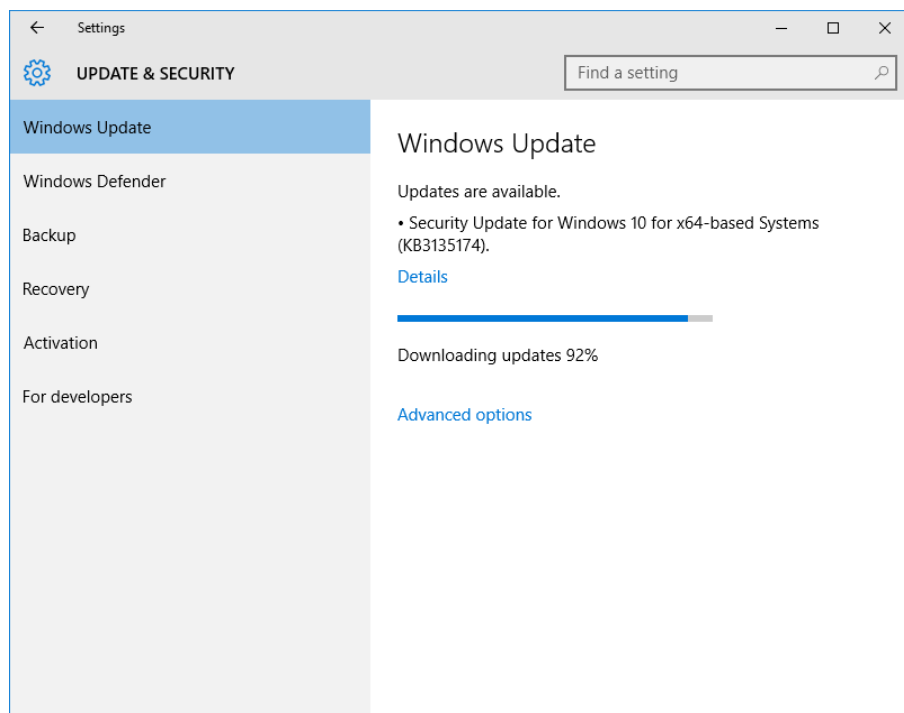 Settings
UPDATE & SECURITY
Find a setting
Windows Update
Windows Defender
Backup
Recovery
Activation
For developers
Windows Update
Updates are available.
• Security Update for Windows 10 for x64-based Systems
(KB3135174).
Details
Downloading updates 92%
Advanced options